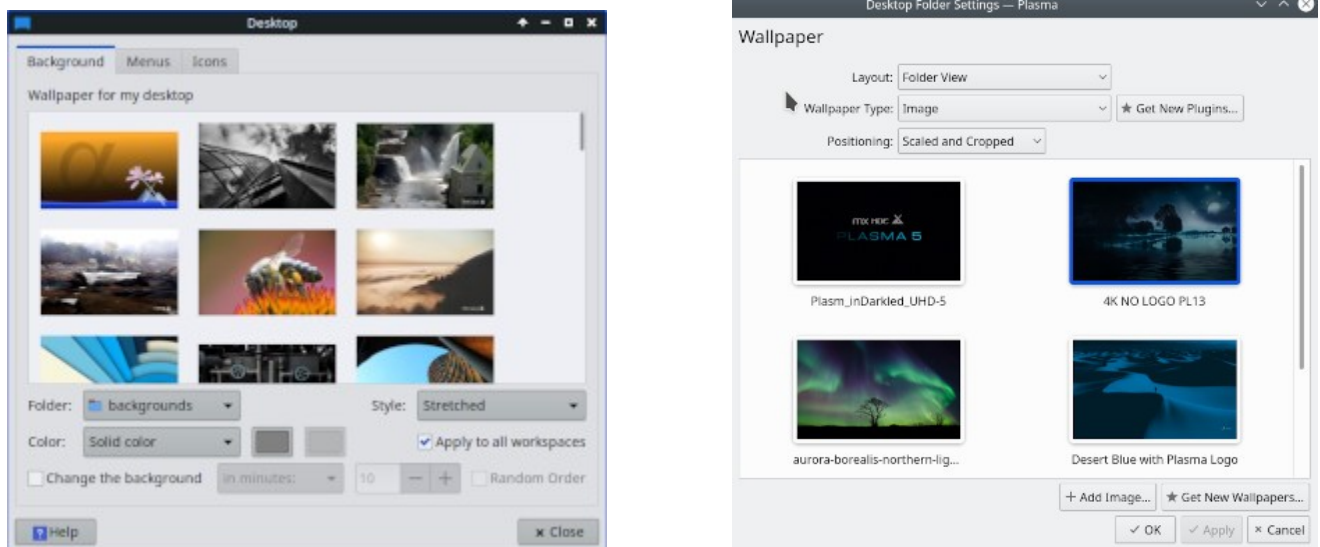 Desktop
Background Menus Icons
Wallpaper for my desktop
α
Folder: backgrounds Style: Stretched
Color: Solid color Apply to all workspaces
Change the background in minutes: 10 Random Order
? Help × Close
Desktop Folder Settings — Plasma
Wallpaper
Layout: Folder View
Wallpaper Type: Image ★ Get New Plugins...
Positioning: Scaled and Cropped
PLASMA 5
Plasm_inDarkled_UHD-5 4K NO LOGO PL13
aurora-borealis-northern-lig... Desert Blue with Plasma Logo
+ Add Image... ★ Get New Wallpapers...
✓ OK ✓ Apply × Cancel